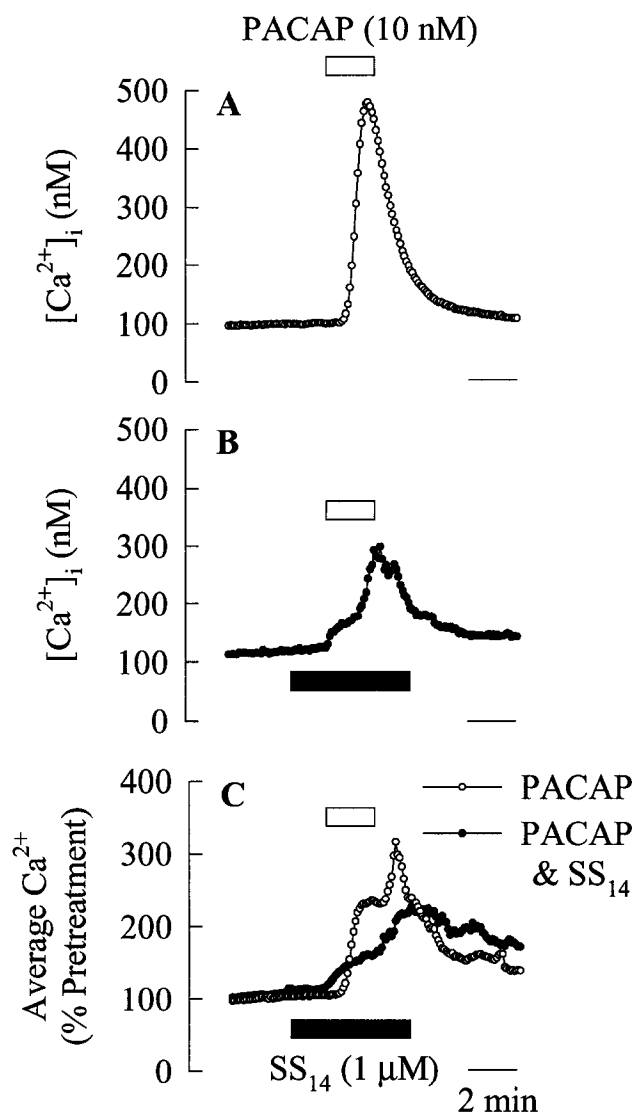 PACAP (10 nM)
A
[Ca²⁺]ᵢ (nM)
500
400
300
200
100
0
B
[Ca²⁺]ᵢ (nM)
500
400
300
200
100
0
C
Average Ca²⁺
(% Pretreatment)
400
300
200
100
0
PACAP
PACAP
& SS₁₄
SS₁₄ (1 μM)
2 min